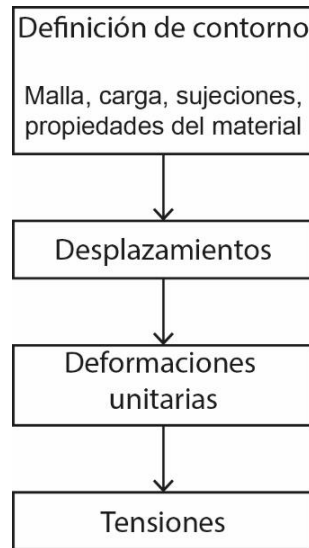 Definición de contorno
Malla, carga, sujeciones,
propiedades del material
Desplazamientos
Deformaciones
unitarias
Tensiones